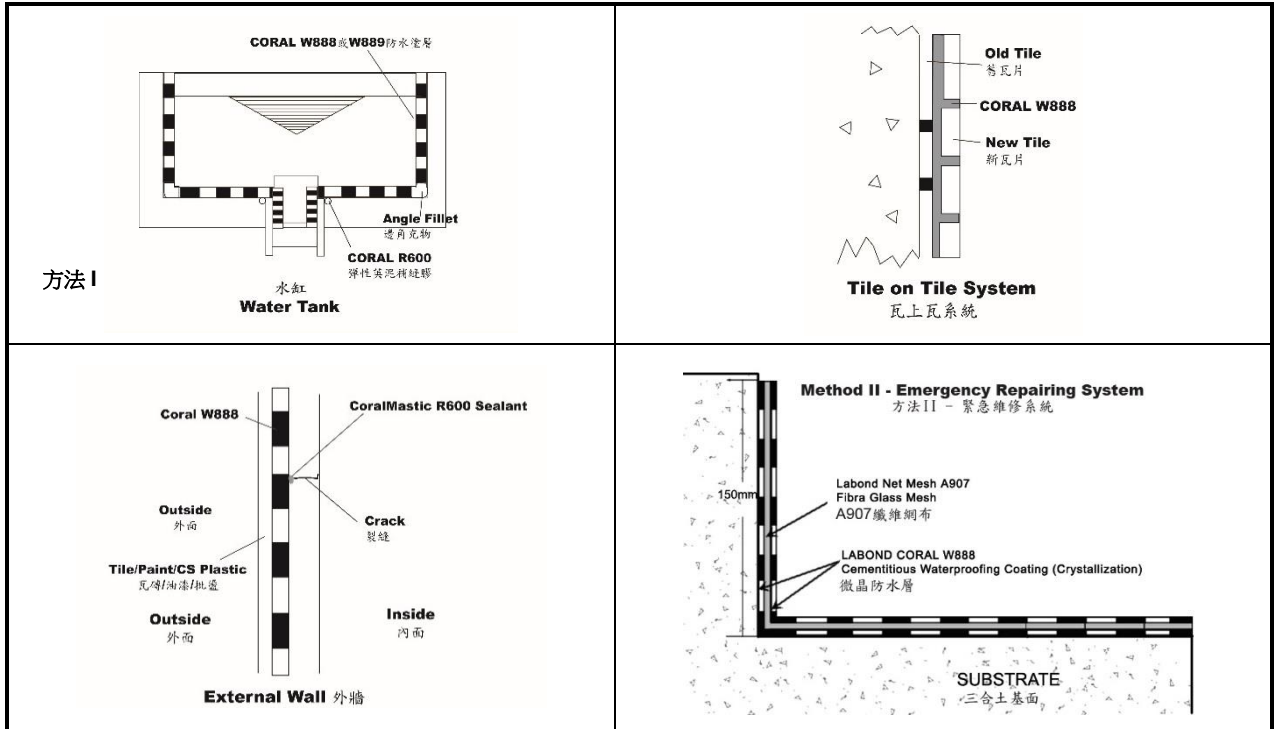 CORAL W888或W889防水塗層
Angle Fillet
邊角充物
CORAL R600
彈性英泥補縫膠
方法 I
水缸
Water Tank
Old Tile
舊瓦片
CORAL W888
New Tile
新瓦片
Tile on Tile System
瓦上瓦系統
Coral W888
CoralMastic R600 Sealant
Outside
外面
Crack
裂縫
Tile/Paint/CS Plastic
瓦磚/油漆/批盪
Outside
外面
Inside
內面
External Wall 外牆
Method II - Emergency Repairing System
方法II - 緊急維修系統
150mm
Labond Net Mesh A907
Fibra Glass Mesh
A907纖維網布
LABOND CORAL W888
Cementitious Waterproofing Coating (Crystallization)
微晶防水層
SUBSTRATE
三合土基面